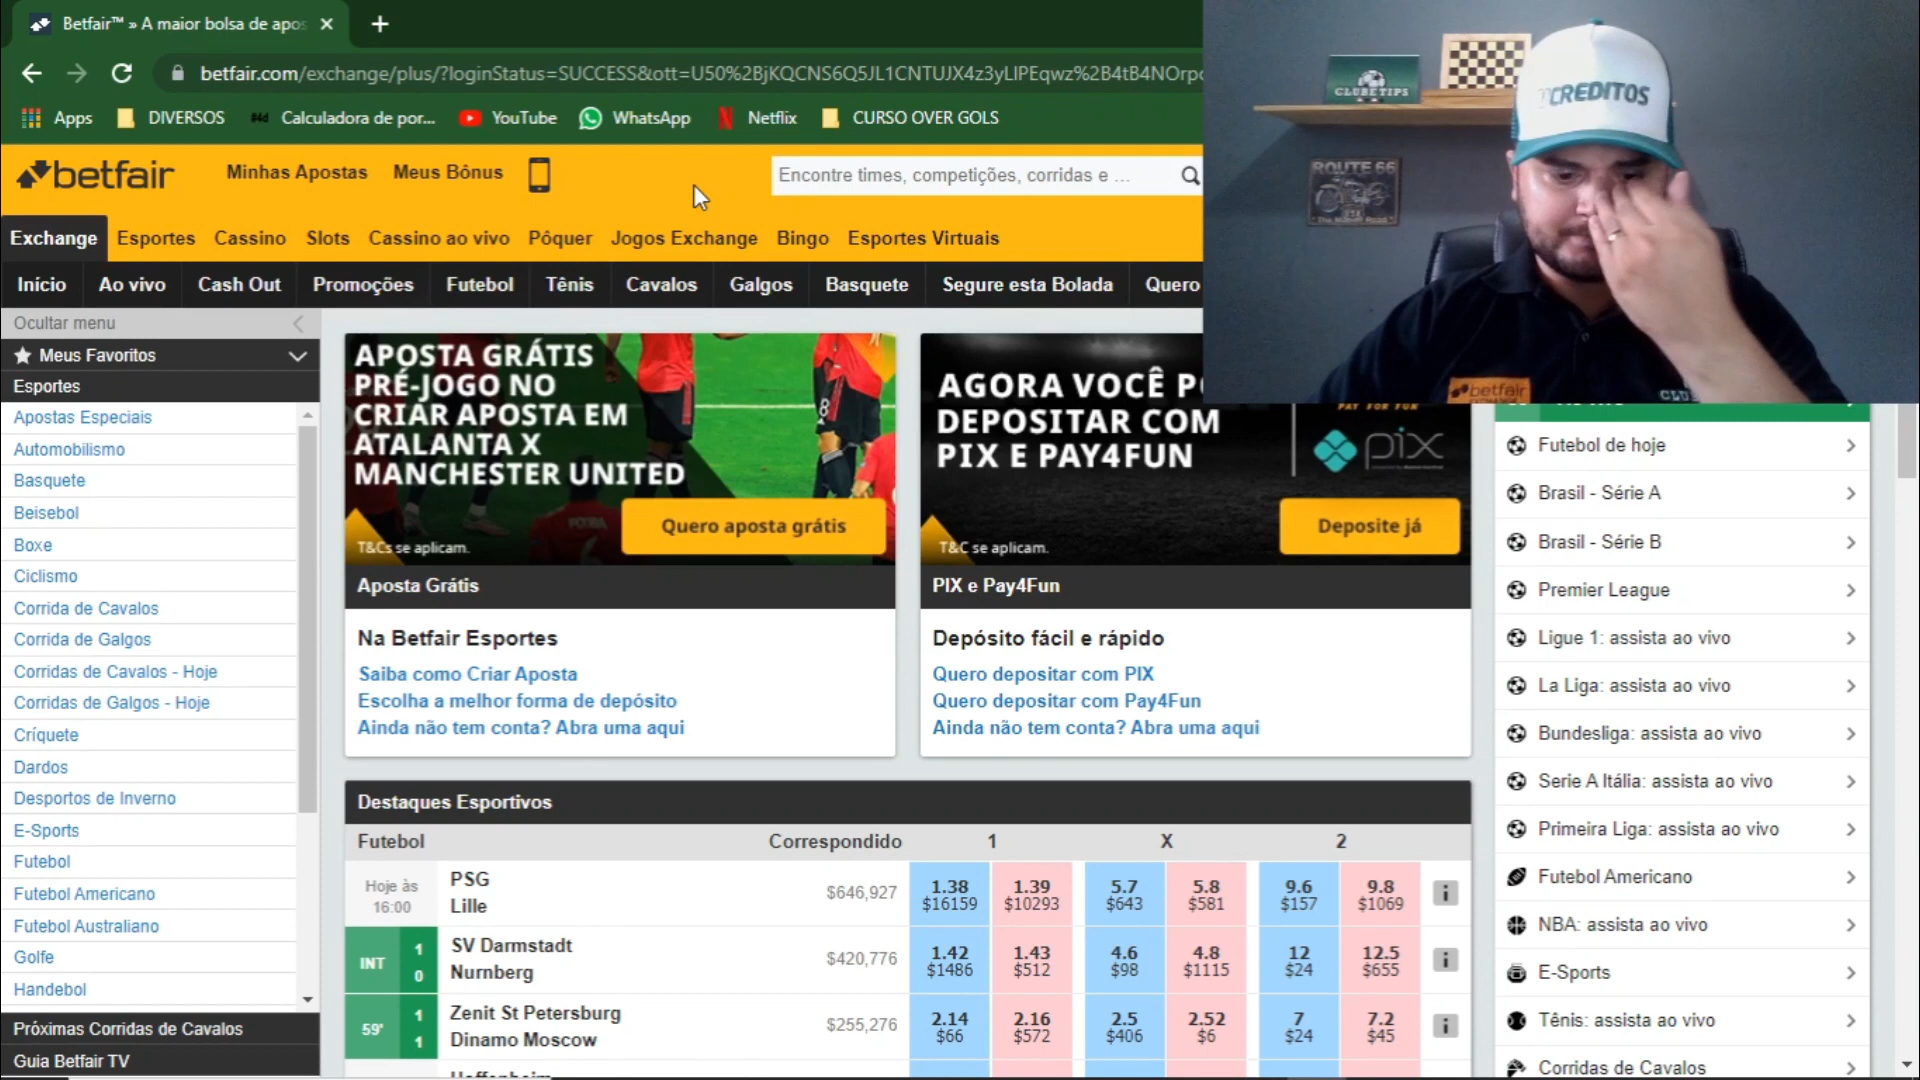 Betfair™ » A maior bolsa de apos
betfair.com/exchange/plus/?loginStatus=SUCCESS&ott=U50%2BjKQCNS6Q5JL1CNTUJX4z3yLlPEqwz%2B4tB4NOrpc
Apps DIVERSOS Calculadora de por... YouTube WhatsApp Netflix CURSO OVER GOLS
betfair Minhas Apostas Meus Bônus Encontre times, competições, corridas e ...
Exchange Esportes Cassino Slots Cassino ao vivo Pôquer Jogos Exchange Bingo Esportes Virtuais
Início Ao vivo Cash Out Promoções Futebol Tênis Cavalos Galgos Basquete Segure esta Bolada Quero
CLUBETIPS
CREDITOS
ROUTE 66
betfair
Ocultar menu
Meus Favoritos
Esportes
Apostas Especiais
Automobilismo
Basquete
Beisebol
Boxe
Ciclismo
Corrida de Cavalos
Corrida de Galgos
Corridas de Cavalos - Hoje
Corridas de Galgos - Hoje
Críquete
Dardos
Desportos de Inverno
E-Sports
Futebol
Futebol Americano
Futebol Australiano
Golfe
Handebol
Próximas Corridas de Cavalos
Guia Betfair TV
APOSTA GRÁTIS
PRÉ-JOGO NO
CRIAR APOSTA EM
ATALANTA X
MANCHESTER UNITED
Quero aposta grátis
T&Cs se aplicam.
Aposta Grátis
Na Betfair Esportes
Saiba como Criar Aposta
Escolha a melhor forma de depósito
Ainda não tem conta? Abra uma aqui
AGORA VOCÊ P
DEPOSITAR COM
PIX E PAY4FUN
PAY FOR FUN
pix
Deposite já
T&C se aplicam.
PIX e Pay4Fun
Depósito fácil e rápido
Quero depositar com PIX
Quero depositar com Pay4Fun
Ainda não tem conta? Abra uma aqui
Destaques Esportivos
Futebol Correspondido 1 X 2
Hoje às 16:00 PSG Lille $646,927 1.38 $16159 1.39 $10293 5.7 $643 5.8 $581 9.6 $157 9.8 $1069
INT 1 0 SV Darmstadt Nurnberg $420,776 1.42 $1486 1.43 $512 4.6 $98 4.8 $1115 12 $24 12.5 $655
59' 1 1 Zenit St Petersburg Dinamo Moscow $255,276 2.14 $66 2.16 $572 2.5 $406 2.52 $6 7 $24 7.2 $45
Hoffenheim
Futebol de hoje
Brasil - Série A
Brasil - Série B
Premier League
Ligue 1: assista ao vivo
La Liga: assista ao vivo
Bundesliga: assista ao vivo
Serie A Itália: assista ao vivo
Primeira Liga: assista ao vivo
Futebol Americano
NBA: assista ao vivo
E-Sports
Tênis: assista ao vivo
Corridas de Cavalos